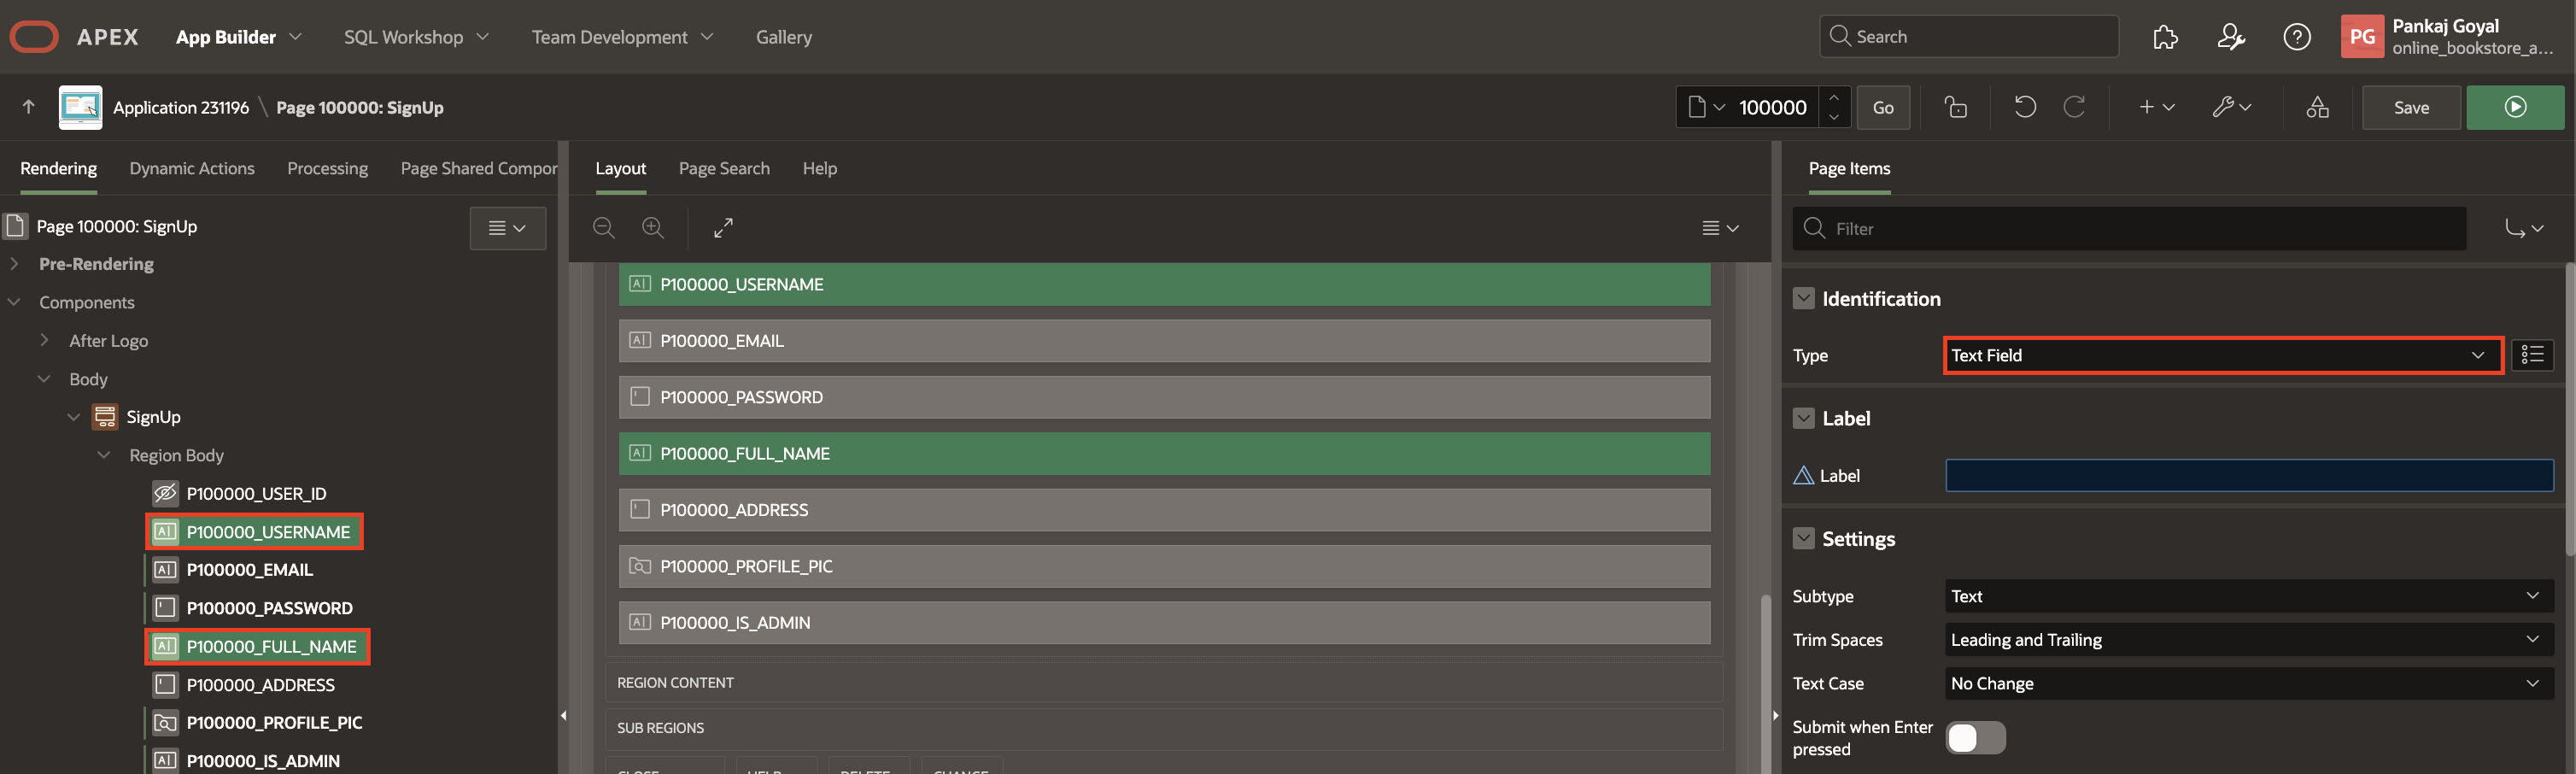 APEX App Builder SQL Workshop Team Development Gallery Search PG Pankaj Goyal
online_bookstore_a...
Application 231196 \ Page 100000: SignUp 100000 Go Save
Rendering Dynamic Actions Processing Page Shared Compor
Layout Page Search Help
Page Items
Page 100000: SignUp
Pre-Rendering
Components
After Logo
Body
SignUp
Region Body
P100000_USER_ID
P100000_USERNAME
P100000_EMAIL
P100000_PASSWORD
P100000_FULL_NAME
P100000_ADDRESS
P100000_PROFILE_PIC
P100000_IS_ADMIN
P100000_USERNAME
P100000_EMAIL
P100000_PASSWORD
P100000_FULL_NAME
P100000_ADDRESS
P100000_PROFILE_PIC
P100000_IS_ADMIN
REGION CONTENT
SUB REGIONS
CLOSE HELP DELETE CHANGE
Filter
Identification
Type Text Field
Label
Label
Settings
Subtype Text
Trim Spaces Leading and Trailing
Text Case No Change
Submit when Enter
pressed